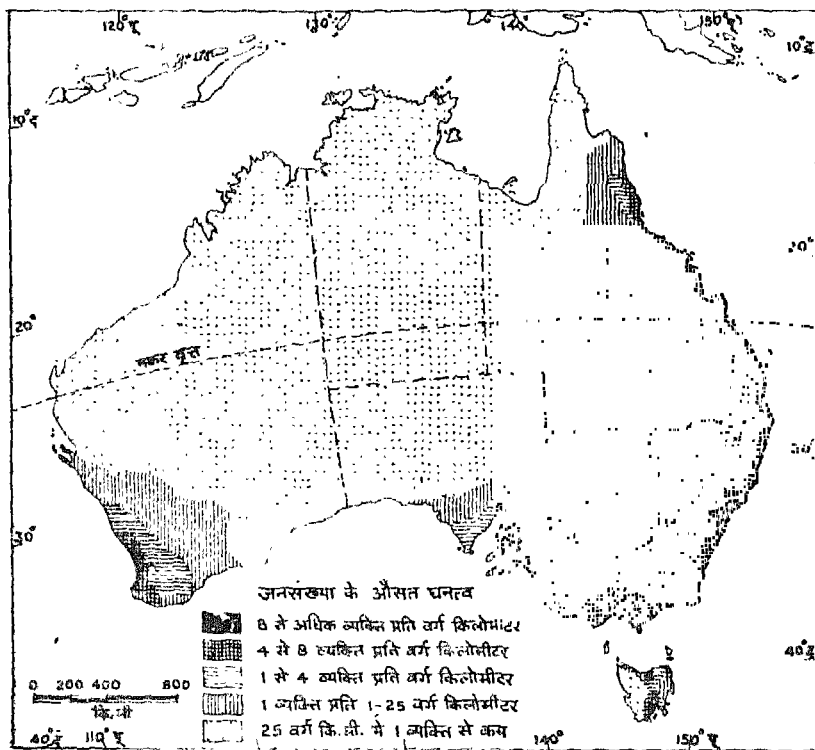 120°पू 130° 140° 150°पू
10°द
10°द
20°
20°
मकर वृत्त
30°
जनसंख्या के औसत घनत्व
8 से अधिक व्यक्ति प्रति वर्ग किलोमीटर
4 से 8 व्यक्ति प्रति वर्ग किलोमीटर
40°
1 से 4 व्यक्ति प्रति वर्ग किलोमीटर
0 200 400 800
1 व्यक्ति प्रति 1-25 वर्ग किलोमीटर
कि.मी
25 वर्ग कि.मी. में 1 व्यक्ति से कम
40°द 110°पू 140°पू 150°पू